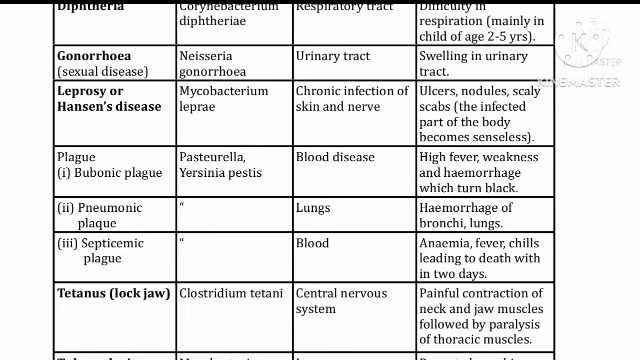 Diphtheria Corynebacterium Respiratory tract Difficulty in
diphtheriae respiration (mainly in
child of age 2-5 yrs).
Gonorrhoea Neisseria Urinary tract Swelling in urinary
(sexual disease) gonorrhoea tract.
Leprosy or Mycobacterium Chronic infection of Ulcers, nodules, scaly
Hansen's disease leprae skin and nerve scabs (the infected
part of the body
becomes senseless).
Plague Pasteurella, Blood disease High fever, weakness
(i) Bubonic plague Yersinia pestis and haemorrhage
which turn black.
(ii) Pneumonic “ Lungs Haemorrhage of
plaque bronchi, lungs.
(iii) Septicemic “ Blood Anaemia, fever, chills
plague leading to death with
in two days.
Tetanus (lock jaw) Clostridium tetani Central nervous Painful contraction of
system neck and jaw muscles
followed by paralysis
of thoracic muscles.
KINEMASTER